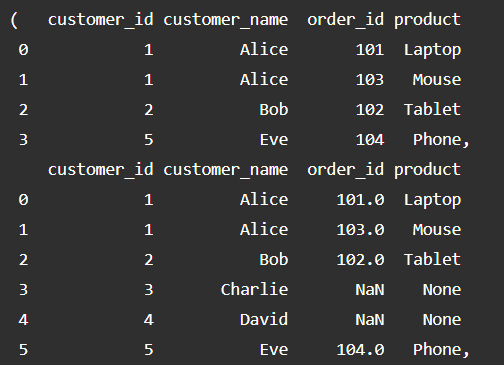 (   customer_id customer_name  order_id product
 0            1         Alice       101  Laptop
 1            1         Alice       103   Mouse
 2            2           Bob       102  Tablet
 3            5           Eve       104   Phone,
    customer_id customer_name  order_id product
 0            1         Alice     101.0  Laptop
 1            1         Alice     103.0   Mouse
 2            2           Bob     102.0  Tablet
 3            3       Charlie       NaN    None
 4            4         David       NaN    None
 5            5           Eve     104.0   Phone,